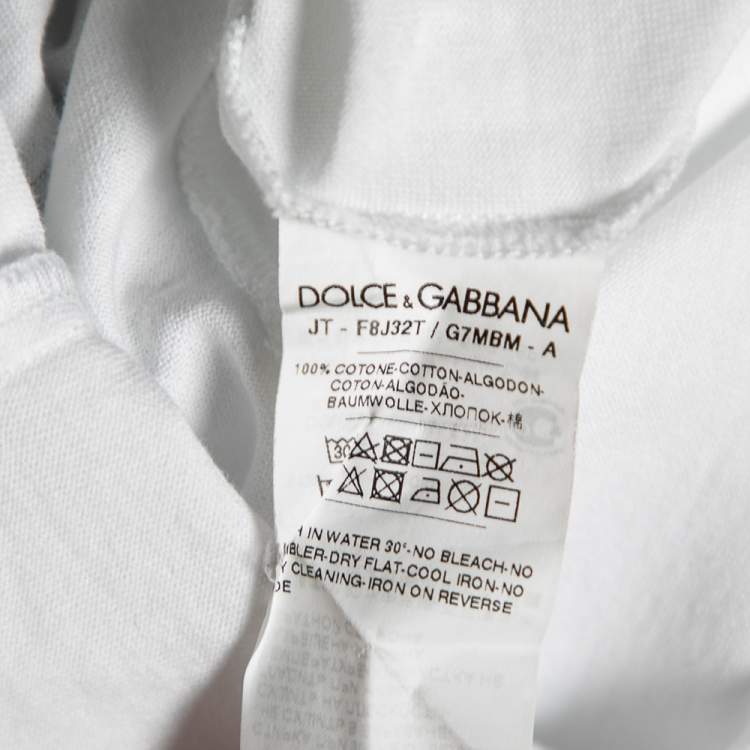 DOLCE & GABBANA
JT - F8J32T / G7MBM - A
100% COTONE-COTTON-ALGODON-
COTON-ALGODÃO-
BAUMWOLLE-ХЛОПОК-棉
30
H IN WATER 30°-NO BLEACH-NO
MBLER-DRY FLAT-COOL IRON-NO
Y CLEANING-IRON ON REVERSE
DE